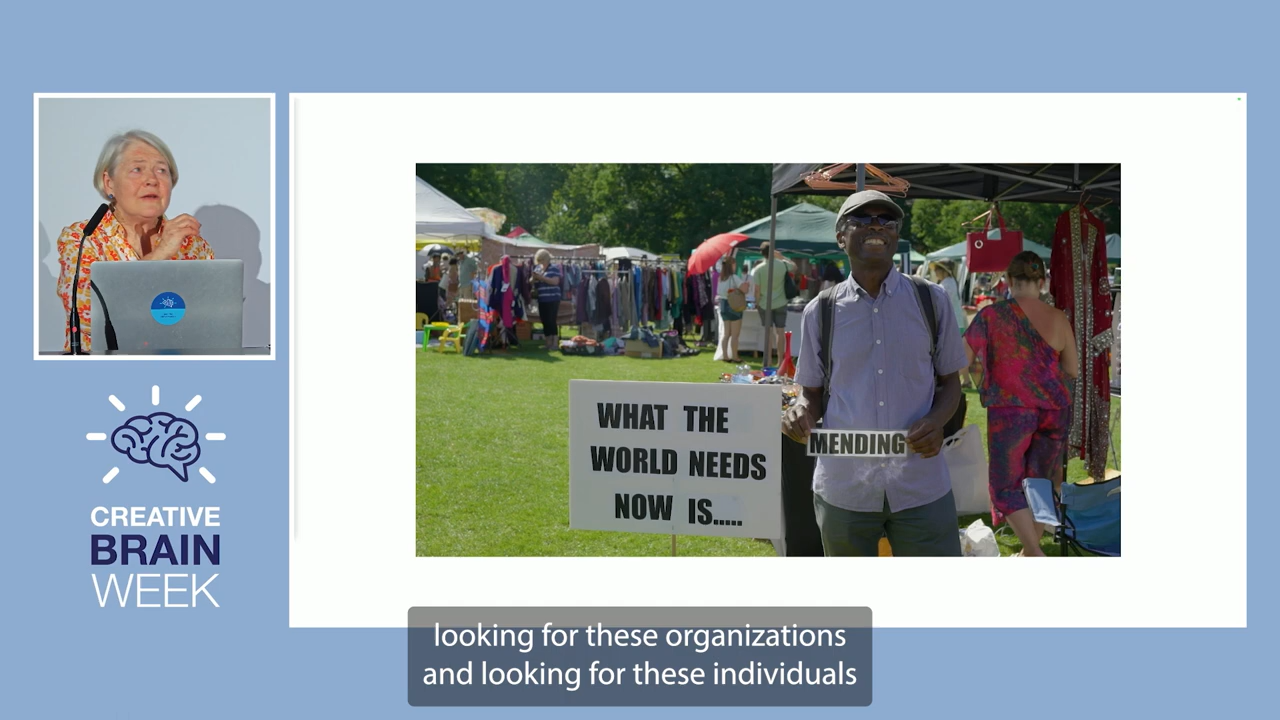 CREATIVE
BRAIN
WEEK
WHAT THE
WORLD NEEDS
NOW IS.....
MENDING
looking for these organizations
and looking for these individuals